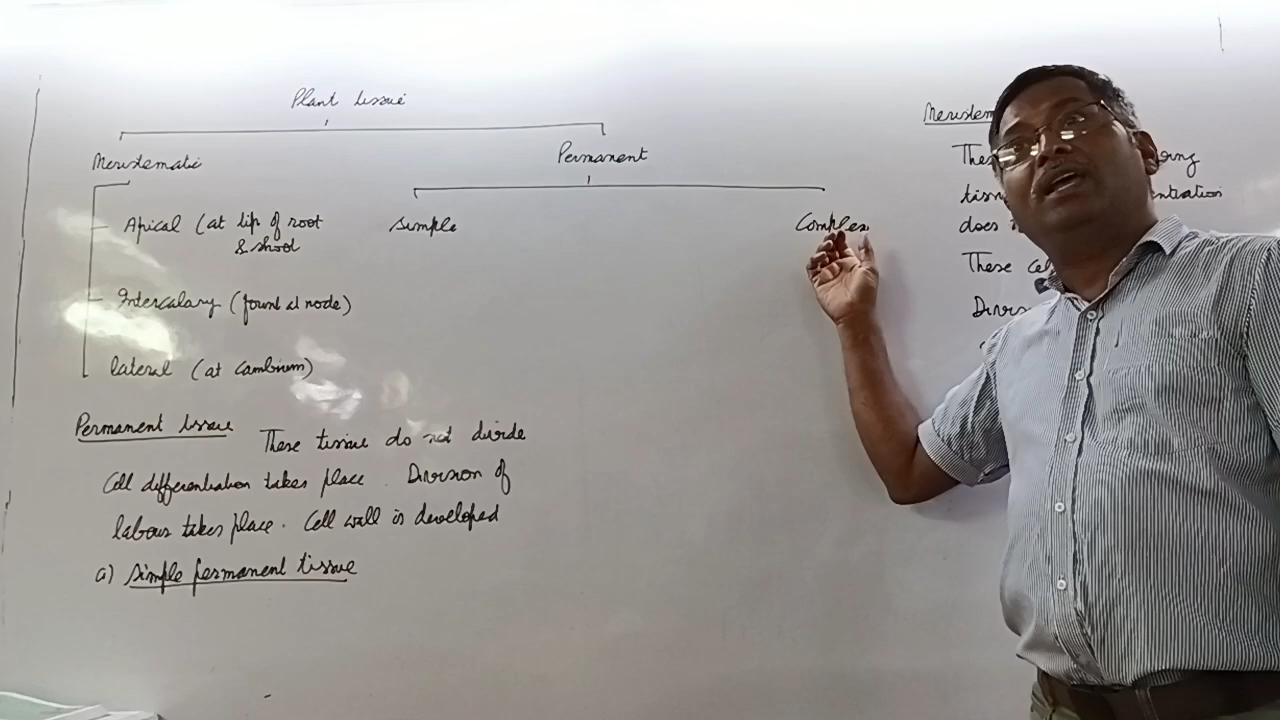 Plant tissue
Meristematic
Permanent
Apical (at tip of root
& shoot
Simple
Complex
Intercalary (found at node)
lateral (at Cambium)
Permanent tissue These tissue do not divide
Cell differentiation takes place. Division of
labour takes place. Cell wall is developed
a) Simple permanent tissue
Meristem
These
does
These cel